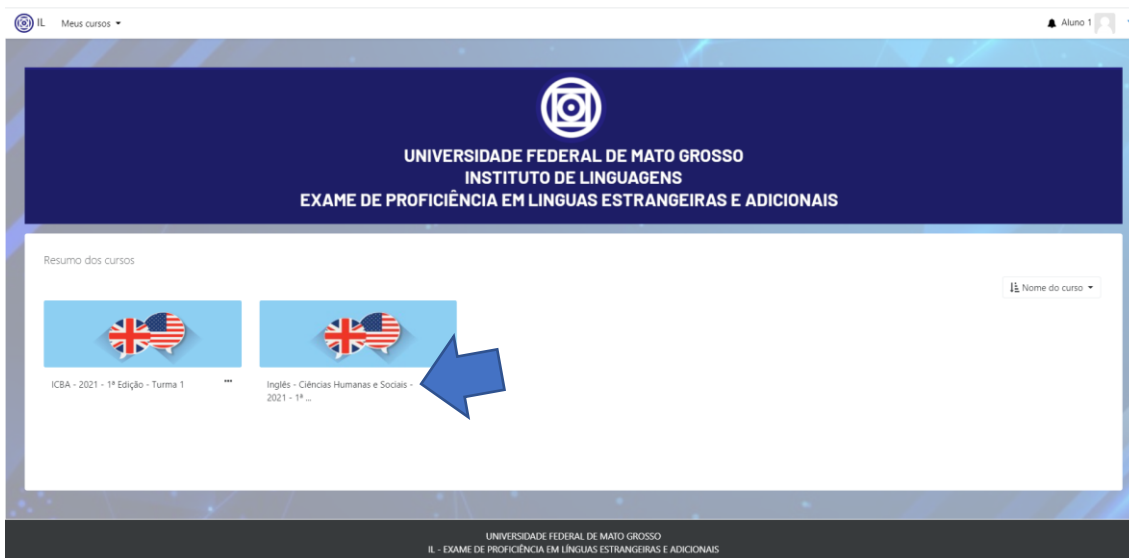 IL Meus cursos
Aluno 1
UNIVERSIDADE FEDERAL DE MATO GROSSO
INSTITUTO DE LINGUAGENS
EXAME DE PROFICIÊNCIA EM LINGUAS ESTRANGEIRAS E ADICIONAIS
Resumo dos cursos
Nome do curso
ICBA - 2021 - 1ª Edição - Turma 1 ...
Inglês - Ciências Humanas e Sociais -
2021 - 1ª ...
UNIVERSIDADE FEDERAL DE MATO GROSSO
IL - EXAME DE PROFICIÊNCIA EM LÍNGUAS ESTRANGEIRAS E ADICIONAIS